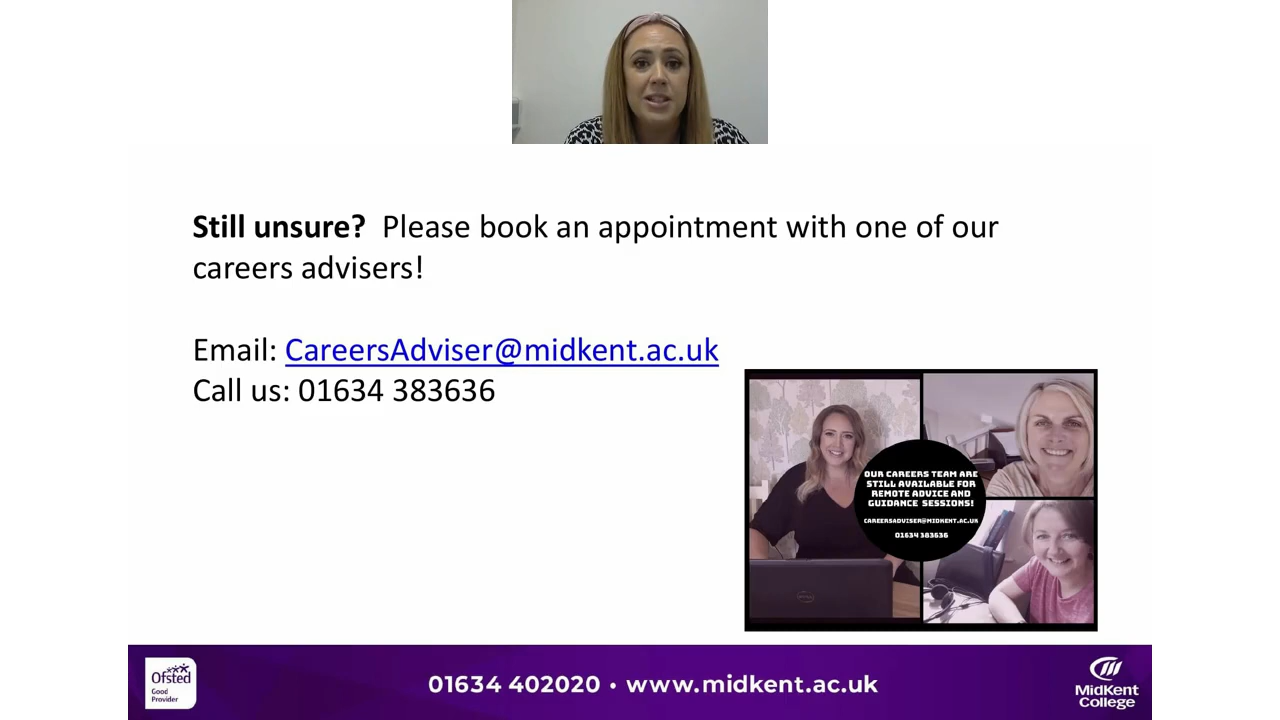 Still unsure?  Please book an appointment with one of our
careers advisers!
Email: CareersAdviser@midkent.ac.uk
Call us: 01634 383636
OUR CAREERS TEAM ARE
STILL AVAILABLE FOR
REMOTE ADVICE AND
GUIDANCE SESSIONS!
CAREERSADVISER@MIDKENT.AC.UK
01634 383636
Ofsted
Good
Provider
01634 402020 • www.midkent.ac.uk
MIDKENT
COLLEGE